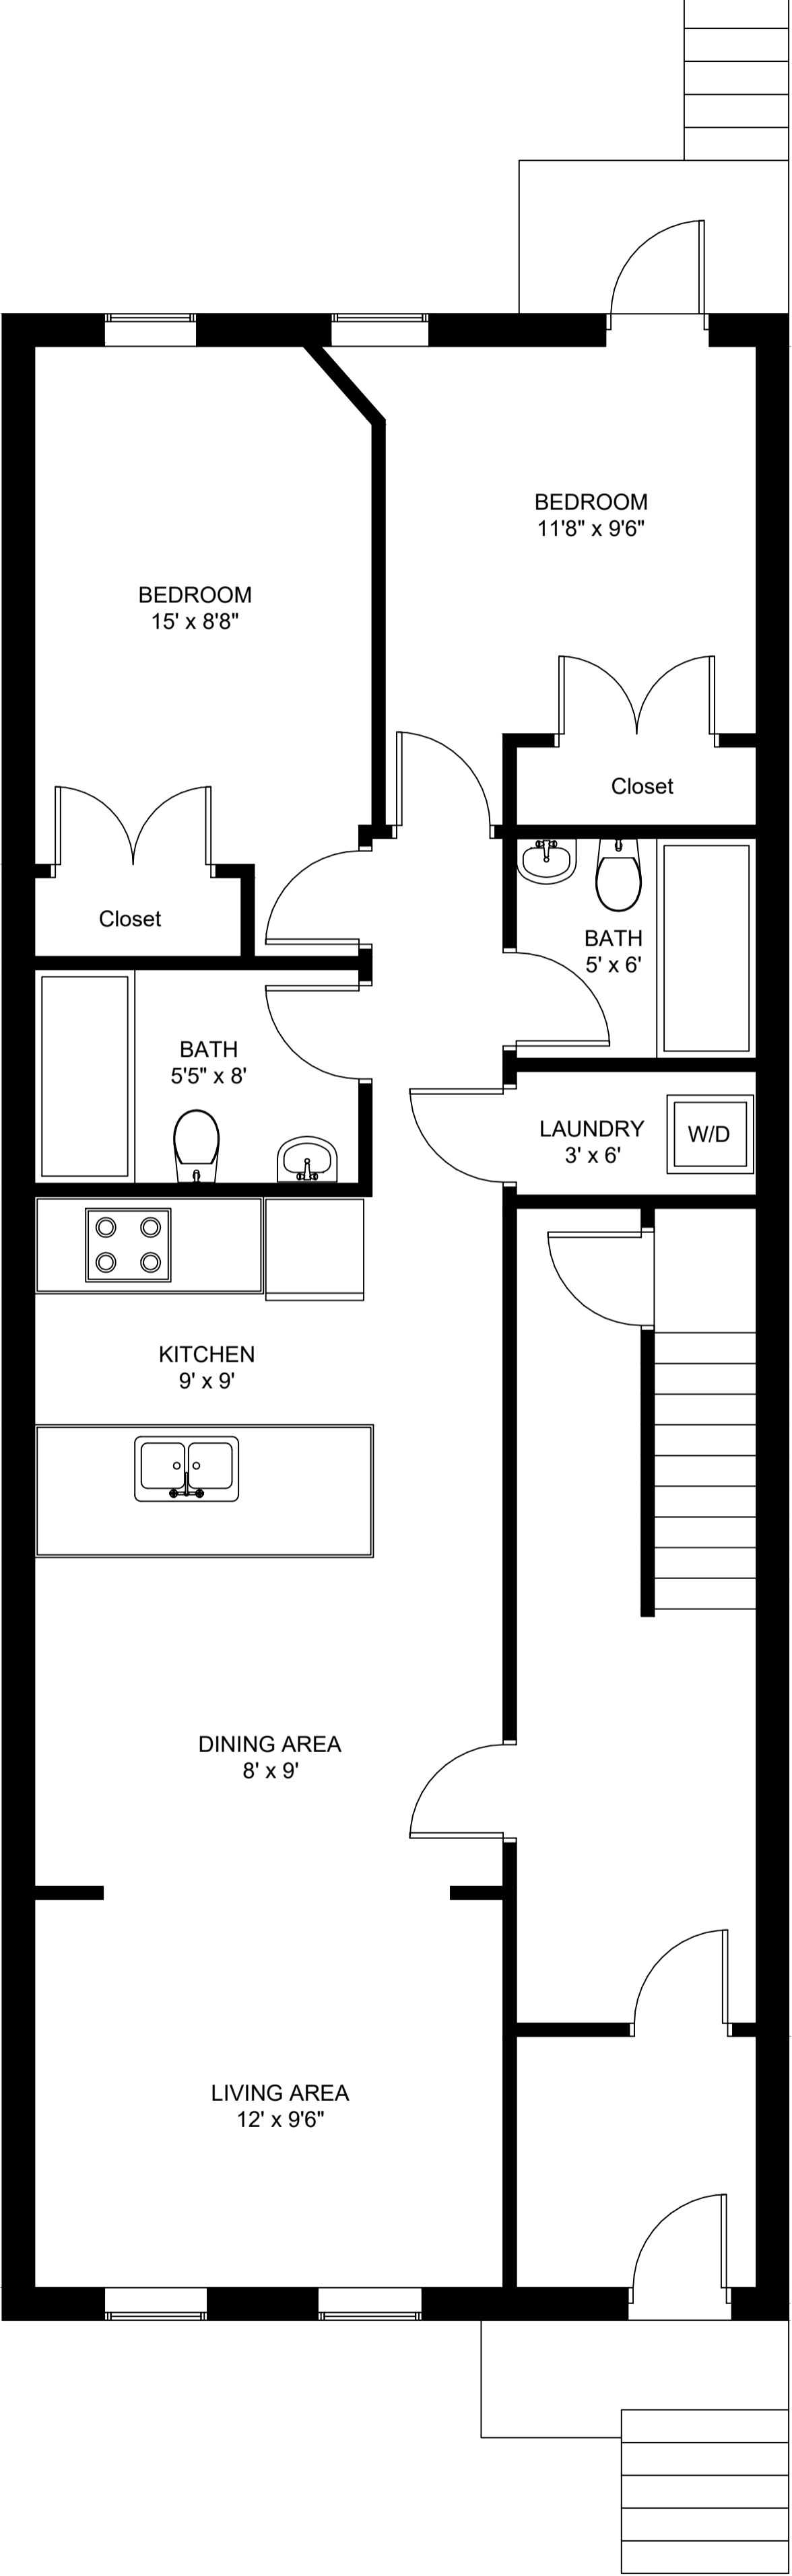 BEDROOM
11'8" x 9'6"
BEDROOM
15' x 8'8"
Closet
Closet
BATH
5' x 6'
BATH
5'5" x 8'
LAUNDRY
3' x 6'
W/D
KITCHEN
9' x 9'
DINING AREA
8' x 9'
LIVING AREA
12' x 9'6"